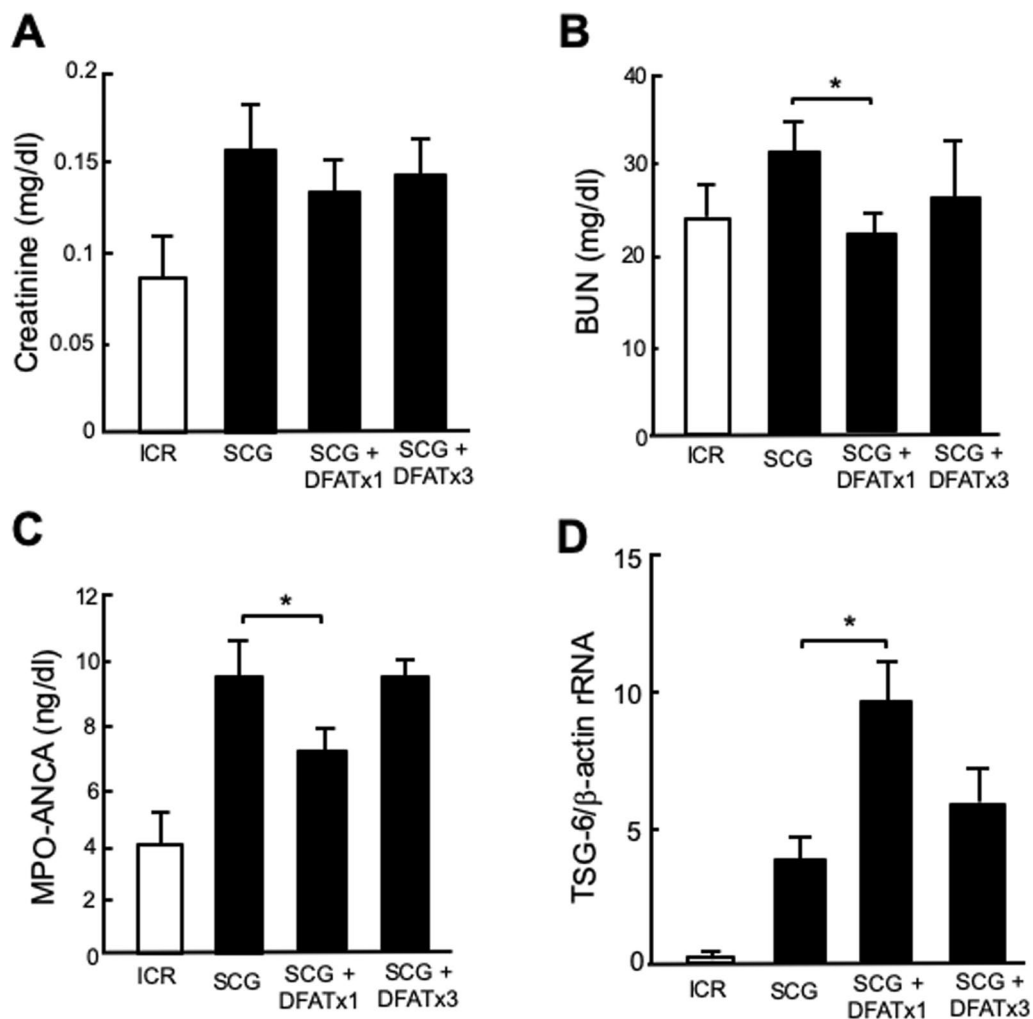 A
Creatinine (mg/dl)
0.2
0.15
0.1
0.05
0
ICR
SCG
SCG +
DFATx1
SCG +
DFATx3
B
BUN (mg/dl)
40
30
20
10
0
*
ICR
SCG
SCG +
DFATx1
SCG +
DFATx3
C
MPO-ANCA (ng/dl)
12
10
8
6
4
2
0
*
ICR
SCG
SCG +
DFATx1
SCG +
DFATx3
D
TSG-6/β-actin rRNA
15
10
5
0
*
ICR
SCG
SCG +
DFATx1
SCG +
DFATx3